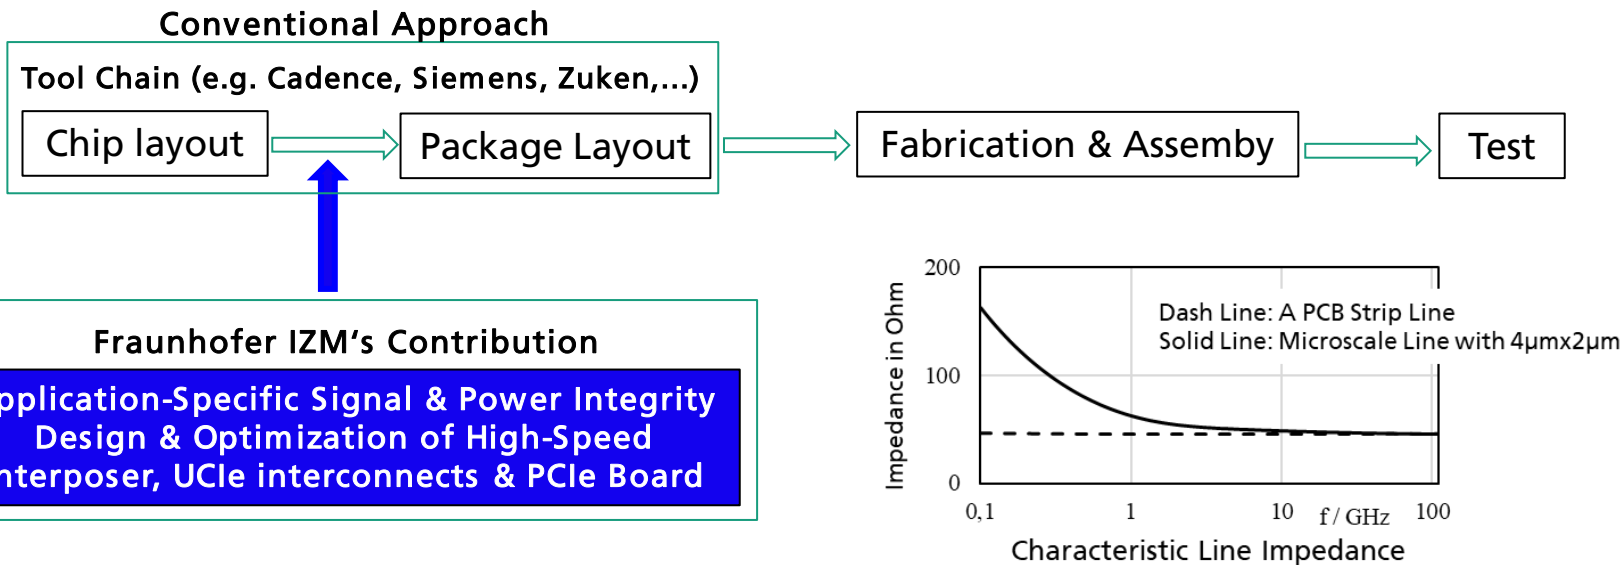 Conventional Approach
Tool Chain (e.g. Cadence, Siemens, Zuken,...)
Chip layout
Package Layout
Fabrication & Assemby
Test
Fraunhofer IZM‘s Contribution
pplication-Specific Signal & Power Integrity
Design & Optimization of High-Speed
nterposer, UCIe interconnects & PCIe Board
Impedance in Ohm
200
100
0
Dash Line: A PCB Strip Line
Solid Line: Microscale Line with 4µmx2µm
0,1
1
10
f / GHz
100
Characteristic Line Impedance